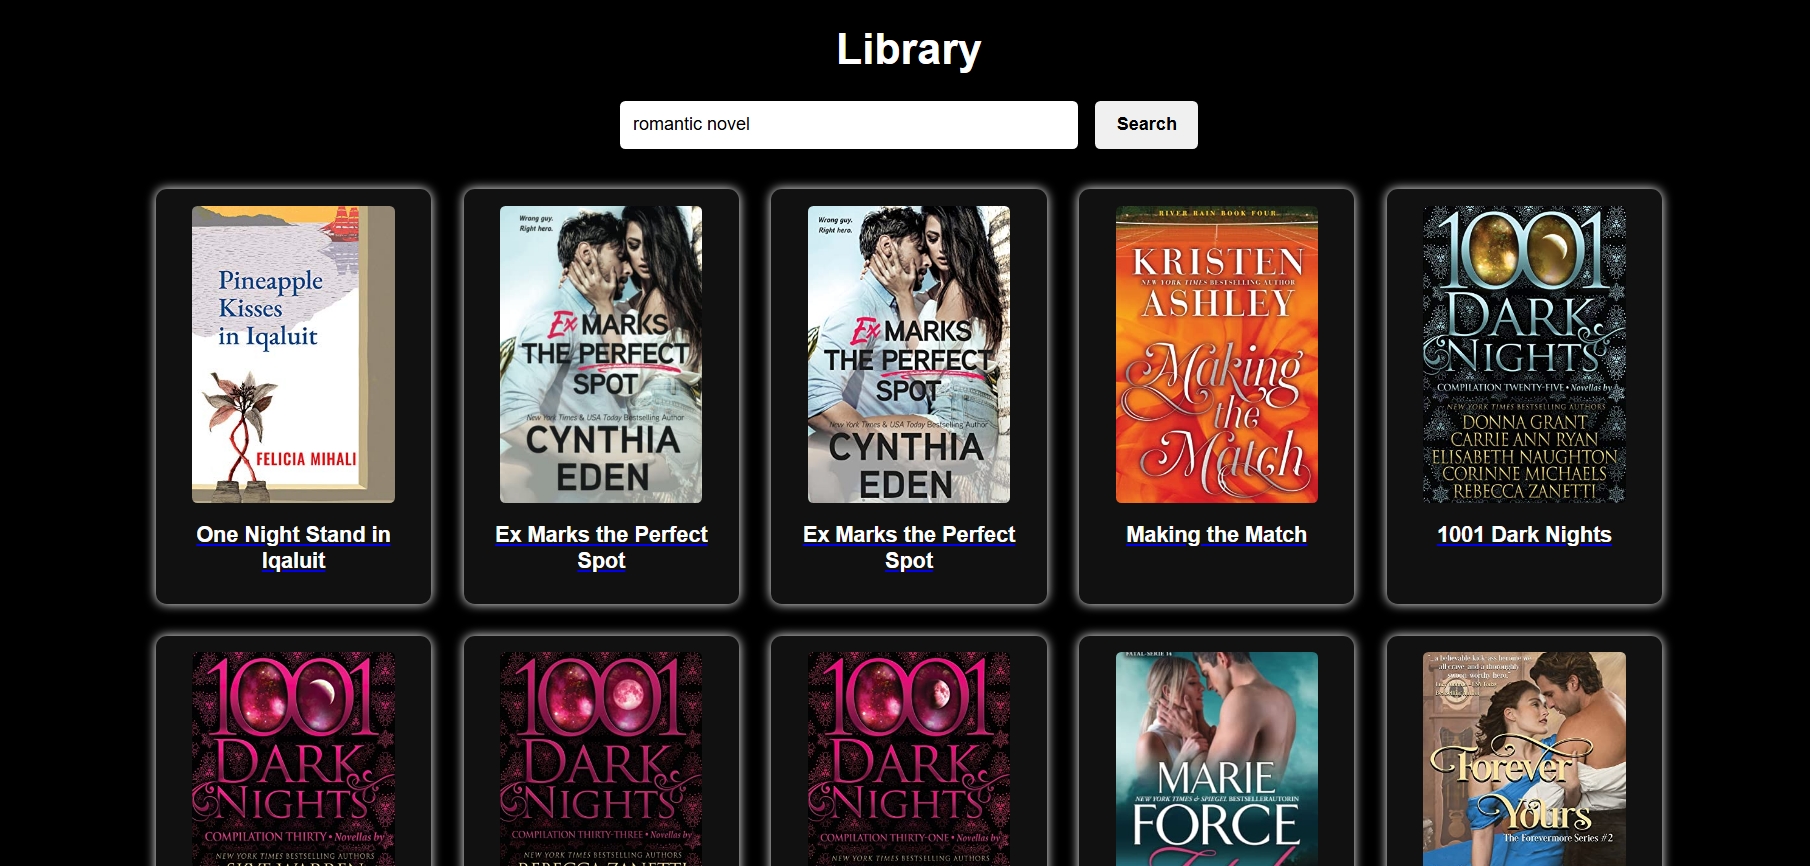 Library
romantic novel
Search
Pineapple
Kisses
in Iqaluit
FELICIA MIHALI
One Night Stand in
Iqaluit
Wrong guy.
Right hero.
Ex MARKS
THE PERFECT
SPOT
New York Times & USA Today Bestselling Author
CYNTHIA
EDEN
Ex Marks the Perfect
Spot
Wrong guy.
Right hero.
Ex MARKS
THE PERFECT
SPOT
New York Times & USA Today Bestselling Author
CYNTHIA
EDEN
Ex Marks the Perfect
Spot
RIVER RAIN BOOK FOUR
KRISTEN
NEW YORK TIMES BESTSELLING AUTHOR
ASHLEY
Making
the
Match
Making the Match
1001
DARK
NIGHTS
COMPILATION TWENTY-FIVE • Novellas by
NEW YORK TIMES BESTSELLING AUTHORS
DONNA GRANT
CARRIE ANN RYAN
ELISABETH NAUGHTON
CORINNE MICHAELS
REBECCA ZANETTI
1001 Dark Nights
1001
DARK
NIGHTS
COMPILATION THIRTY • Novellas by
NEW YORK TIMES BESTSELLING AUTHORS
1001
DARK
NIGHTS
COMPILATION THIRTY-THREE • Novellas by
NEW YORK TIMES BESTSELLING AUTHORS
REBECCA ZANETTI
1001
DARK
NIGHTS
COMPILATION THIRTY-ONE • Novellas by
NEW YORK TIMES BESTSELLING AUTHORS
FATAL-SERIE 14
MARIE
NEW YORK TIMES & SPIEGEL BESTSELLERAUTORIN
FORCE
Forever
Yours
The Forevermore Series #2